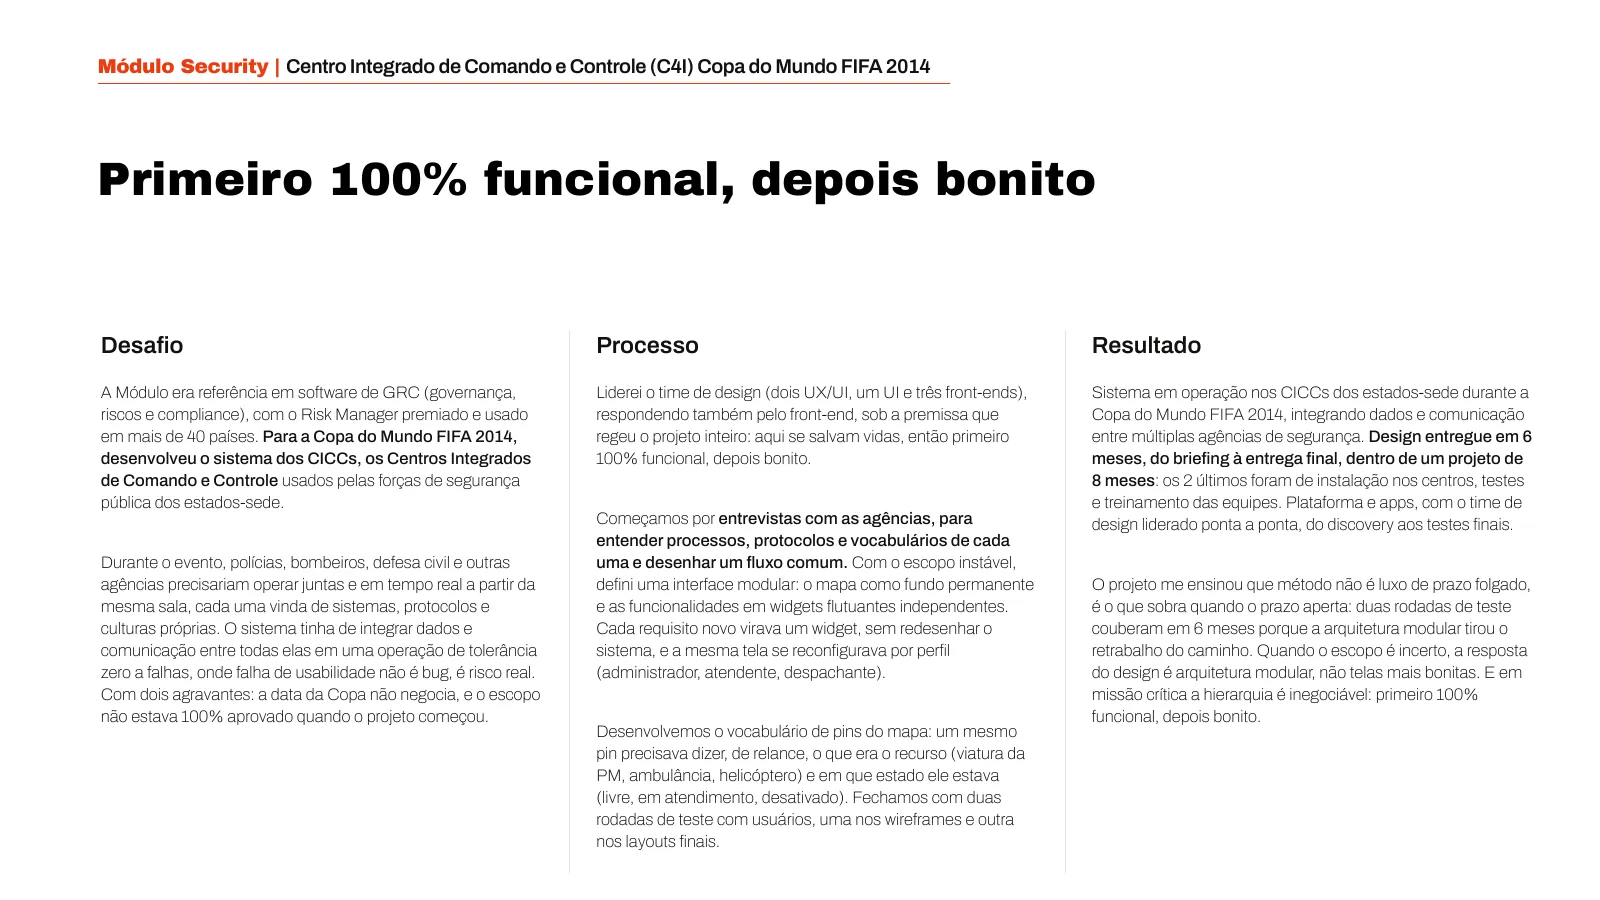 Módulo Security | Centro Integrado de Comando e Controle (C4I) Copa do Mundo FIFA 2014
Primeiro 100% funcional, depois bonito
Desafio
A Módulo era referência em software de GRC (governança,
riscos e compliance), com o Risk Manager premiado e usado
em mais de 40 países. Para a Copa do Mundo FIFA 2014,
desenvolveu o sistema dos CICCs, os Centros Integrados
de Comando e Controle usados pelas forças de segurança
pública dos estados-sede.
Durante o evento, polícias, bombeiros, defesa civil e outras
agências precisariam operar juntas e em tempo real a partir da
mesma sala, cada uma vinda de sistemas, protocolos e
culturas próprias. O sistema tinha de integrar dados e
comunicação entre todas elas em uma operação de tolerância
zero a falhas, onde falha de usabilidade não é bug, é risco real.
Com dois agravantes: a data da Copa não negocia, e o escopo
não estava 100% aprovado quando o projeto começou.
Processo
Liderei o time de design (dois UX/UI, um UI e três front-ends),
respondendo também pelo front-end, sob a premissa que
regeu o projeto inteiro: aqui se salvam vidas, então primeiro
100% funcional, depois bonito.
Começamos por entrevistas com as agências, para
entender processos, protocolos e vocabulários de cada
uma e desenhar um fluxo comum. Com o escopo instável,
defini uma interface modular: o mapa como fundo permanente
e as funcionalidades em widgets flutuantes independentes.
Cada requisito novo virava um widget, sem redesenhar o
sistema, e a mesma tela se reconfigurava por perfil
(administrador, atendente, despachante).
Desenvolvemos o vocabulário de pins do mapa: um mesmo
pin precisava dizer, de relance, o que era o recurso (viatura da
PM, ambulância, helicóptero) e em que estado ele estava
(livre, em atendimento, desativado). Fechamos com duas
rodadas de teste com usuários, uma nos wireframes e outra
nos layouts finais.
Resultado
Sistema em operação nos CICCs dos estados-sede durante a
Copa do Mundo FIFA 2014, integrando dados e comunicação
entre múltiplas agências de segurança. Design entregue em 6
meses, do briefing à entrega final, dentro de um projeto de
8 meses: os 2 últimos foram de instalação nos centros, testes
e treinamento das equipes. Plataforma e apps, com o time de
design liderado ponta a ponta, do discovery aos testes finais.
O projeto me ensinou que método não é luxo de prazo folgado,
é o que sobra quando o prazo aperta: duas rodadas de teste
couberam em 6 meses porque a arquitetura modular tirou o
retrabalho do caminho. Quando o escopo é incerto, a resposta
do design é arquitetura modular, não telas mais bonitas. E em
missão crítica a hierarquia é inegociável: primeiro 100%
funcional, depois bonito.